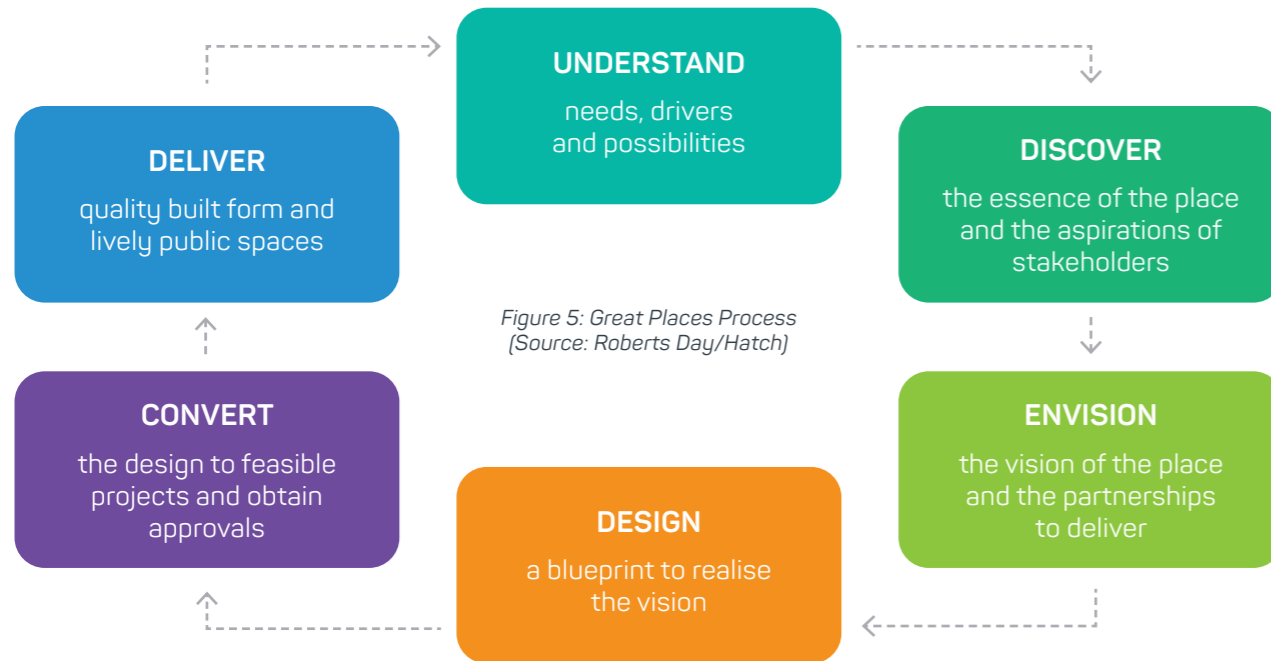 UNDERSTAND
needs, drivers
and possibilities
DISCOVER
the essence of the place
and the aspirations of
stakeholders
ENVISION
the vision of the place
and the partnerships
to deliver
DESIGN
a blueprint to realise
the vision
CONVERT
the design to feasible
projects and obtain
approvals
DELIVER
quality built form and
lively public spaces
Figure 5: Great Places Process
(Source: Roberts Day/Hatch)